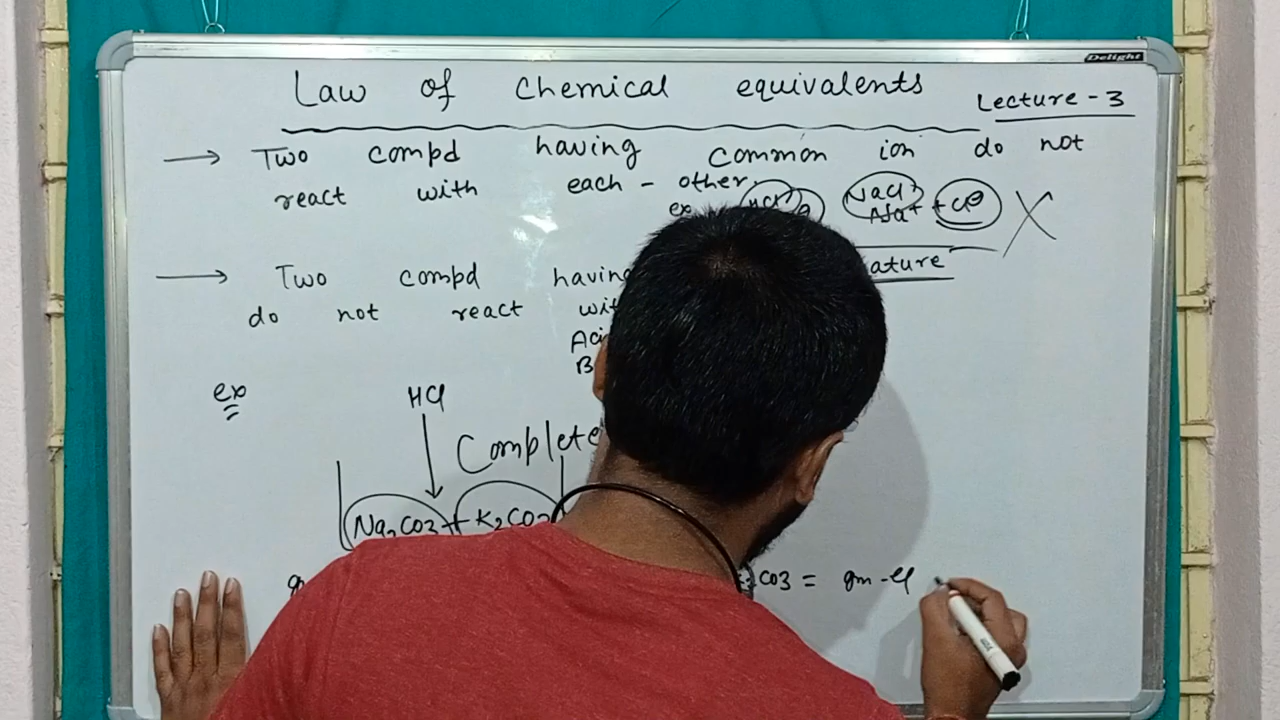 Delight
Law of chemical equivalents
Lecture - 3
→ Two compd having common ion do not
react with each - other.
ex HCl NaCl
Na+ + Cl⊖ X
→ Two compd having ature
do not react wit
Aci
B
ex
HCl
Complete
Na2CO3 + K2CO3
CO3 = gm - eq